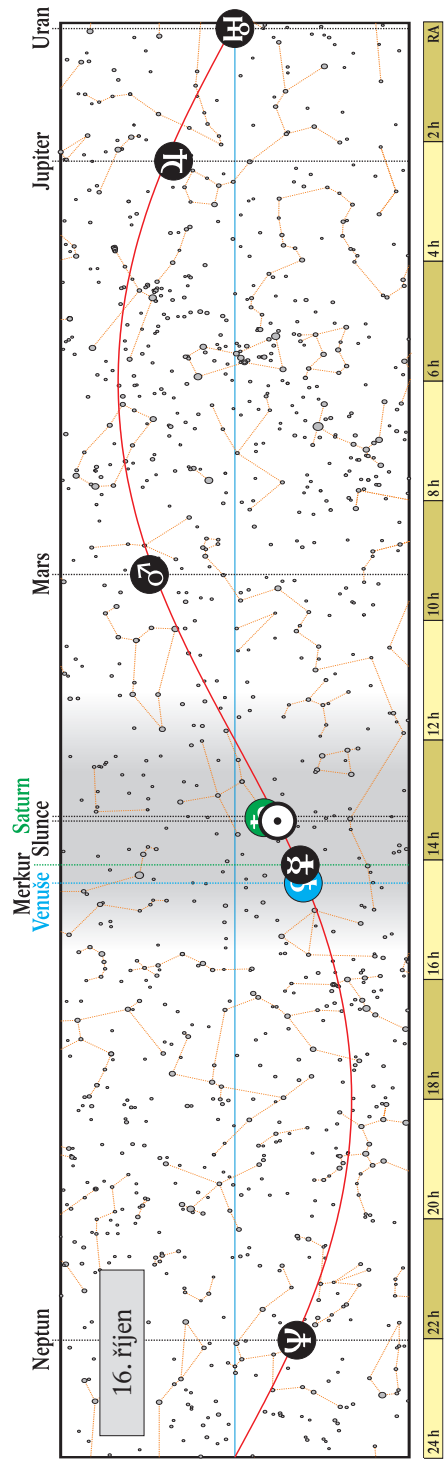 Merkur Saturn
Neptun Venuše Slunce Mars Jupiter Uran
16. říjen
24 h 22 h 20 h 18 h 16 h 14 h 12 h 10 h 8 h 6 h 4 h 2 h RA